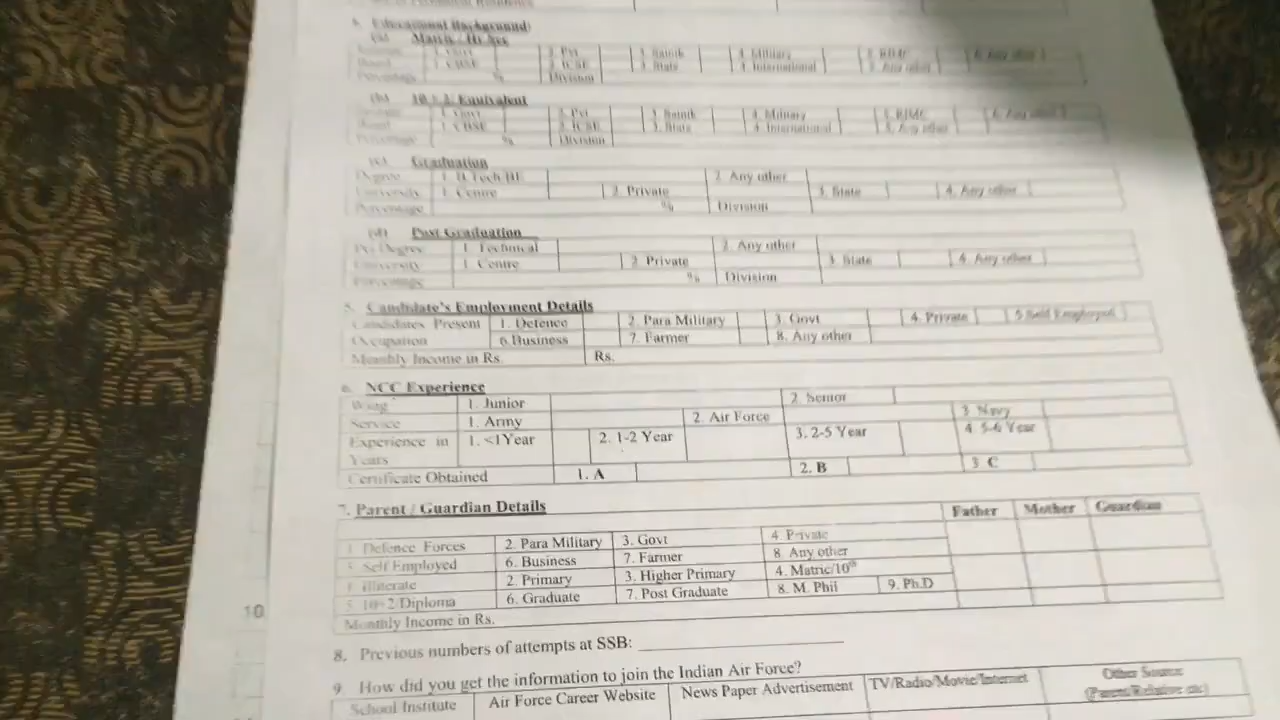 Educational Background
(a) Matric / Hr Sec
1. Govt 2. Pvt 3. Sainik 4. Military 5. RIMC 6. Any other
Board 1. CBSE 2. ICSE 3. State 4. International 5. Any other
Percentage % Division
(b) 10 + 2/ Equivalent
1. Govt 2. Pvt 3. Sainik 4. Military 5. RIMC 6. Any other
Board 1. CBSE 2. ICSE 3. State 4. International 5. Any other
Percentage % Division
(c) Graduation
Degree 1. B.Tech/BE 2. Any other
University 1. Centre 2. Private 3. State 4. Any other
Percentage % Division
(d) Post Graduation
PG Degree 1. Technical 2. Any other
University 1. Centre 2. Private 3. State 4. Any other
Percentage % Division
5. Candidate's Employment Details
Candidates Present 1. Defence 2. Para Military 3. Govt 4. Private 5 Self Employed
Occupation 6.Business 7. Farmer 8. Any other
Monthly Income in Rs. Rs.
6. NCC Experience
Wing 1. Junior 2. Senior
Service 1. Army 2. Air Force 3 Navy
Experience in 1. <1Year 2. 1-2 Year 3. 2-5 Year 4. 5-6 Year
Years
Certificate Obtained 1. A 2. B 3 C
7. Parent / Guardian Details
Father Mother Guardian
1. Defence Forces 2. Para Military 3. Govt 4. Private
5. Self Employed 6. Business 7. Farmer 8. Any other
1. Illiterate 2. Primary 3. Higher Primary 4. Matric/10th
5. 10+2/Diploma 6. Graduate 7. Post Graduate 8. M. Phil 9. Ph.D
Monthly Income in Rs.
10
8. Previous numbers of attempts at SSB:
9. How did you get the information to join the Indian Air Force?
School Institute Air Force Career Website News Paper Advertisement TV/Radio/Movie/Internet Other Source
(Parent/Relative etc)